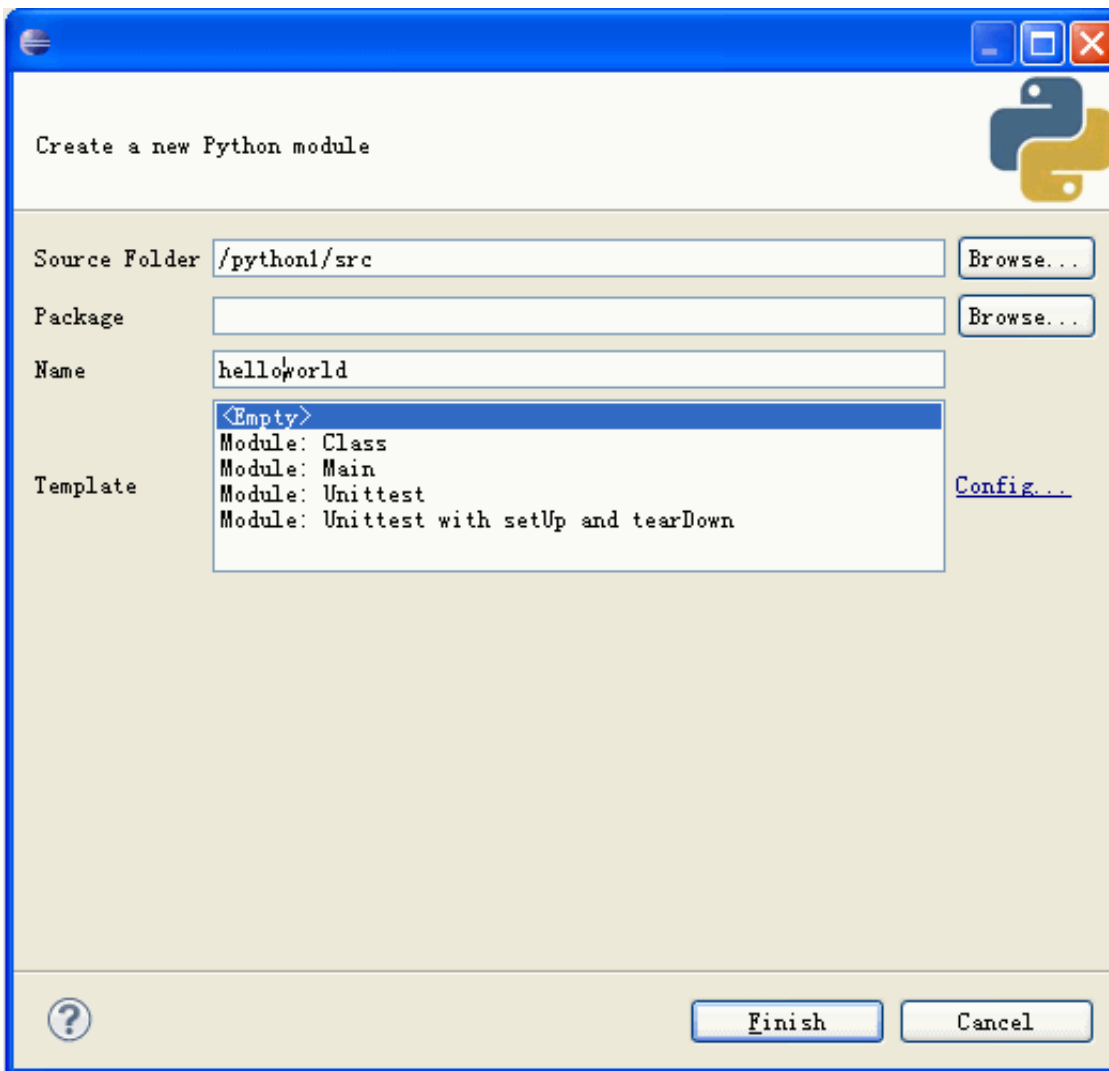 Create a new Python module
Source Folder /python1/src Browse...
Package Browse...
Name helloworld
<Empty>
Module: Class
Module: Main
Template Module: Unittest Config...
Module: Unittest with setUp and tearDown
? Finish Cancel